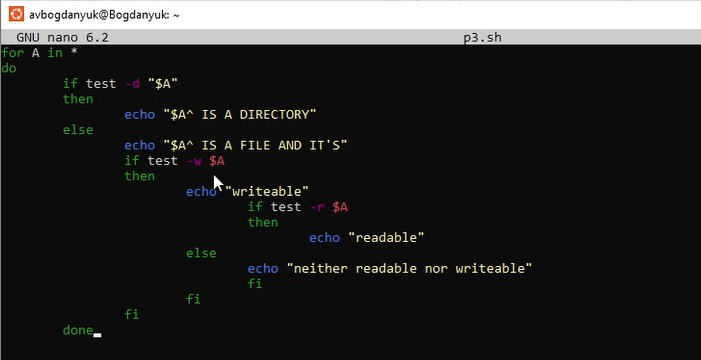 avbogdanyuk@Bogdanyuk: ~
GNU nano 6.2 p3.sh
for A in *
do
if test -d "$A"
then
echo "$A^ IS A DIRECTORY"
else
echo "$A^ IS A FILE AND IT'S"
if test -w $A
then
echo "writeable"
if test -r $A
then
echo "readable"
else
echo "neither readable nor writeable"
fi
fi
fi
done